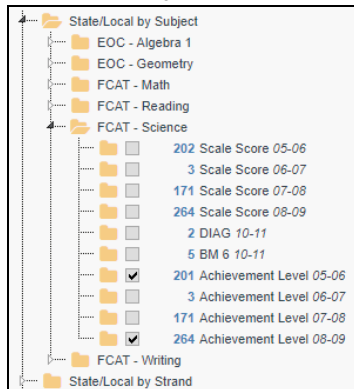 State/Local by Subject
EOC - Algebra 1
EOC - Geometry
FCAT - Math
FCAT - Reading
FCAT - Science
202 Scale Score 05-06
3 Scale Score 06-07
171 Scale Score 07-08
264 Scale Score 08-09
2 DIAG 10-11
5 BM 6 10-11
201 Achievement Level 05-06
3 Achievement Level 06-07
171 Achievement Level 07-08
264 Achievement Level 08-09
FCAT - Writing
State/Local by Strand